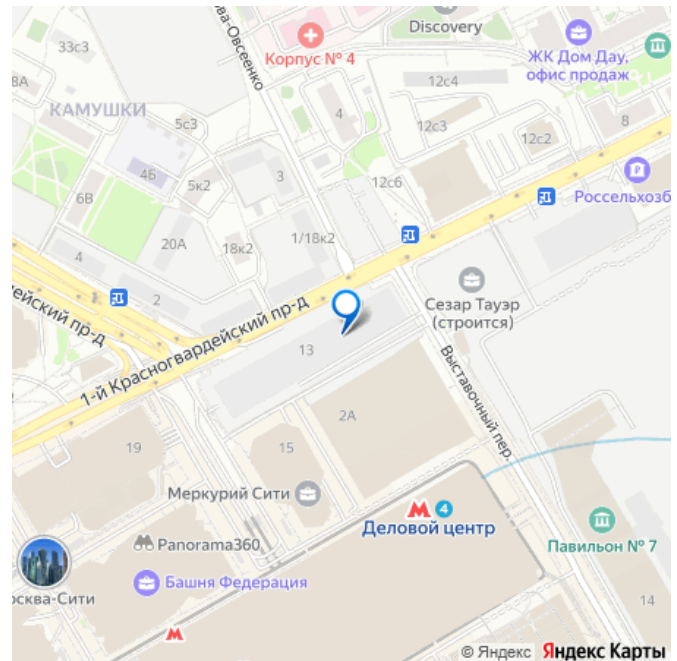 33с3
ова-Овсеенко
Discovery
Корпус № 4
ЖК Дом Дау,
офис продаж
8А
12с4
КАМУШКИ
5с3
4
12с3
8
12с2
4Б
5к2
3
12с6
6В
Россельхозб
20А
18к2
1/18к2
4
2
Сезар Тауэр
(строится)
ейский пр-д
1-й Красногвардейский пр-д
13
Выставочный пер.
2А
19
15
Меркурий Сити
4
Деловой центр
Panorama360
Павильон № 7
Башня Федерация
осква-Сити
14
© Яндекс Яндекс Карты